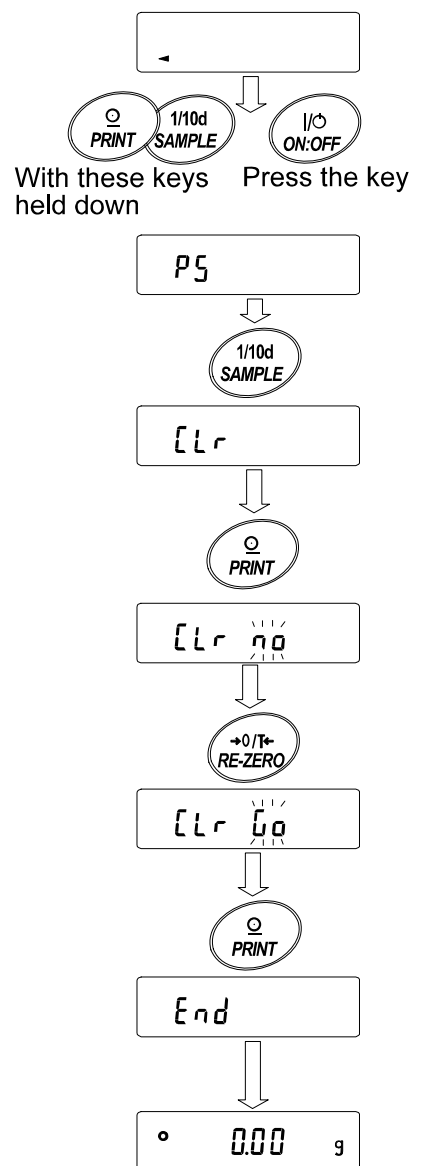 PRINT
1/10d
SAMPLE
ON:OFF
With these keys held down
Press the key
PS
1/10d
SAMPLE
CLr
PRINT
CLr no
→0/T←
RE-ZERO
CLr Go
PRINT
End
0.00 g